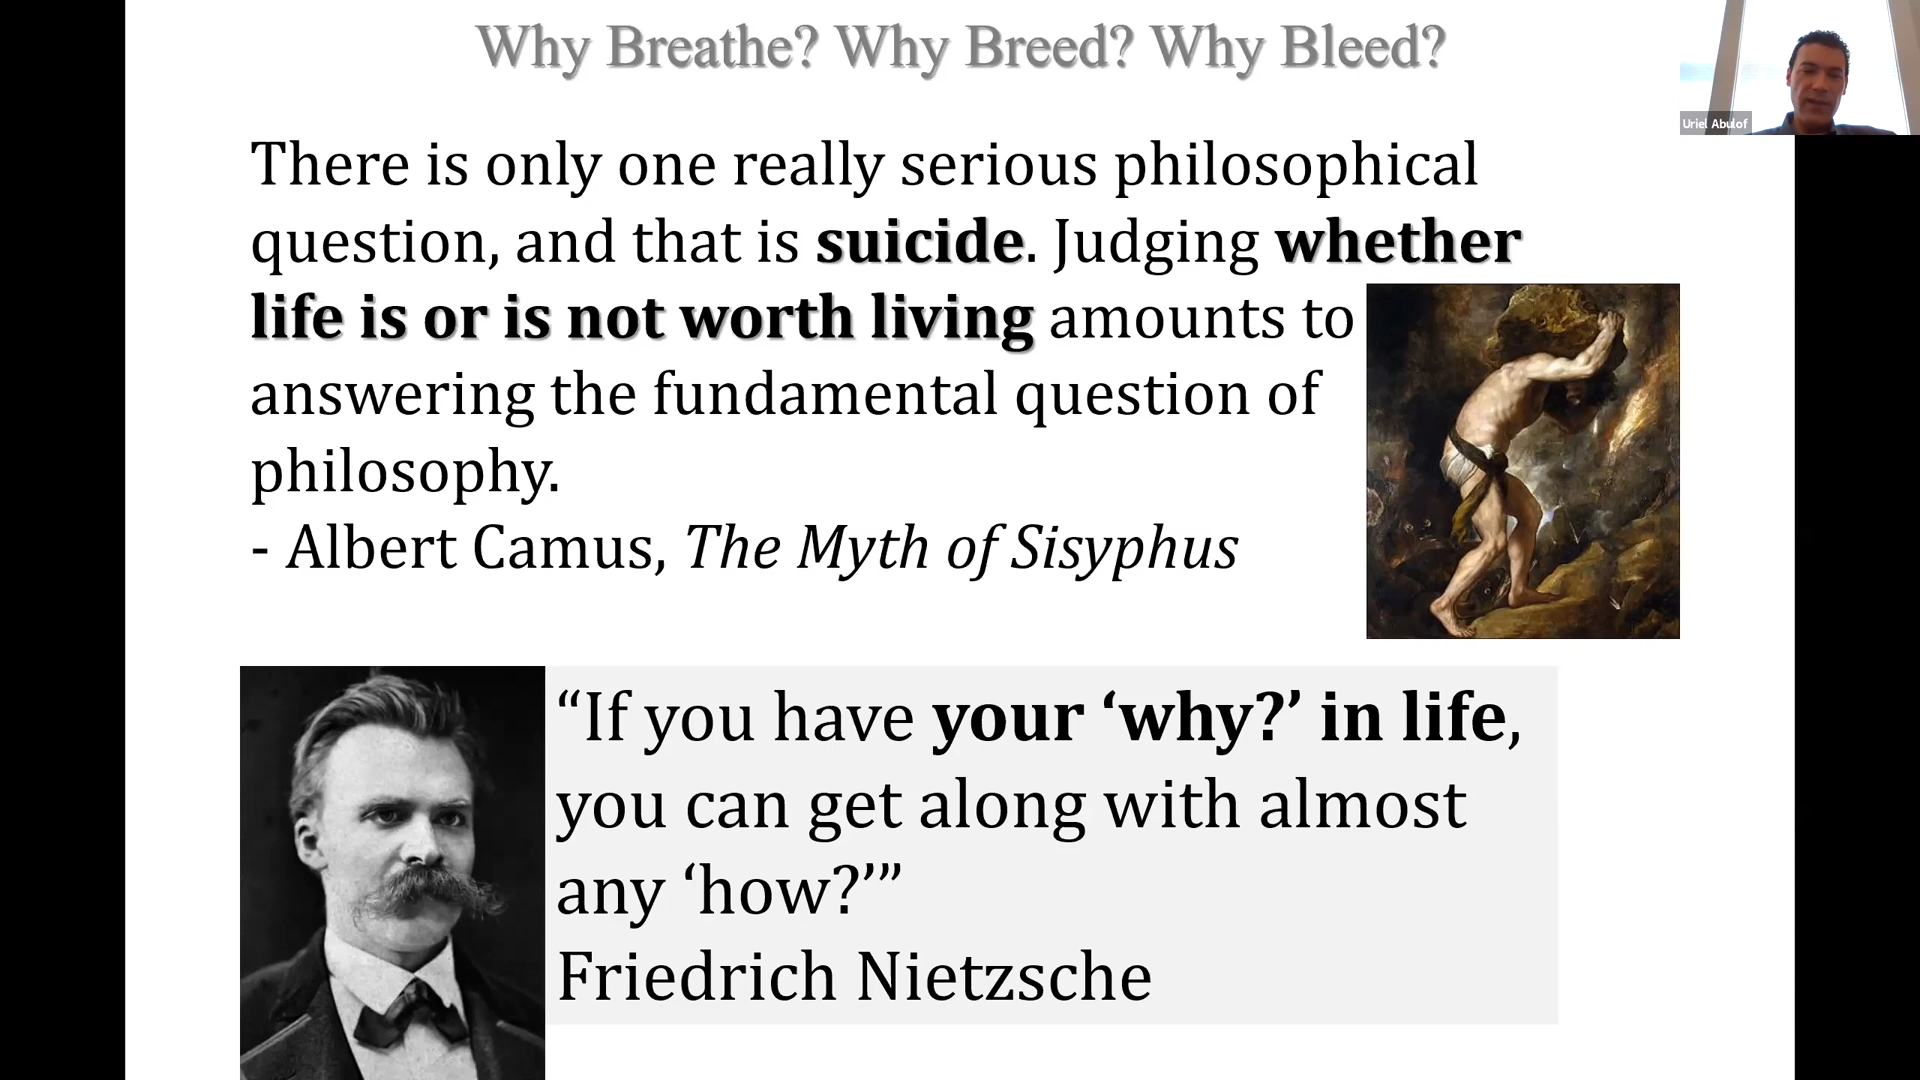 Why Breathe? Why Breed? Why Bleed?
Uriel Abulof
There is only one really serious philosophical
question, and that is suicide. Judging whether
life is or is not worth living amounts to
answering the fundamental question of
philosophy.
- Albert Camus, The Myth of Sisyphus
“If you have your ‘why?’ in life,
you can get along with almost
any ‘how?’”
Friedrich Nietzsche